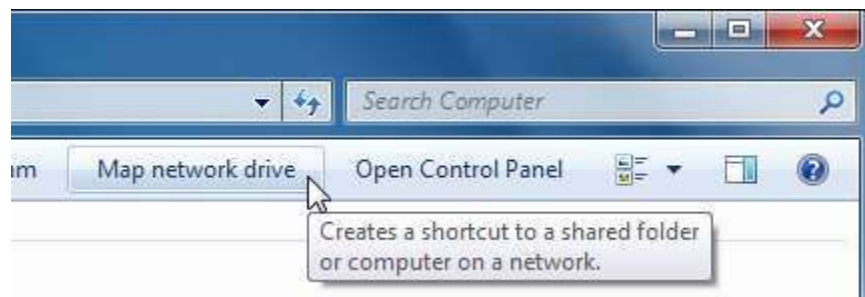 Search Computer
Map network drive Open Control Panel
Creates a shortcut to a shared folder
or computer on a network.